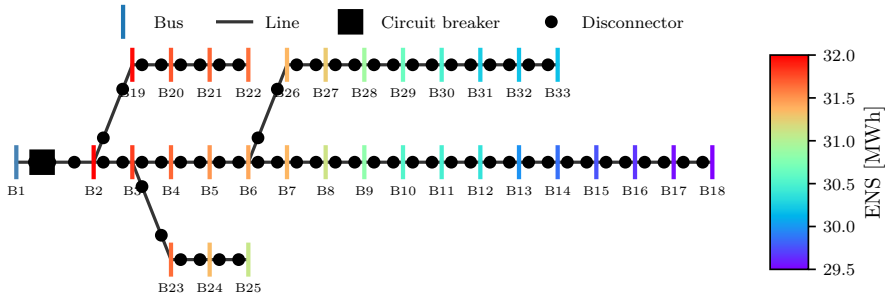 Bus Line Circuit breaker Disconnector
B19 B20 B21 B22 B26 B27 B28 B29 B30 B31 B32 B33
B1 B2 B3 B4 B5 B6 B7 B8 B9 B10 B11 B12 B13 B14 B15 B16 B17 B18
B23 B24 B25
32.0
31.5
31.0
30.5
30.0
29.5
ENS [MWh]